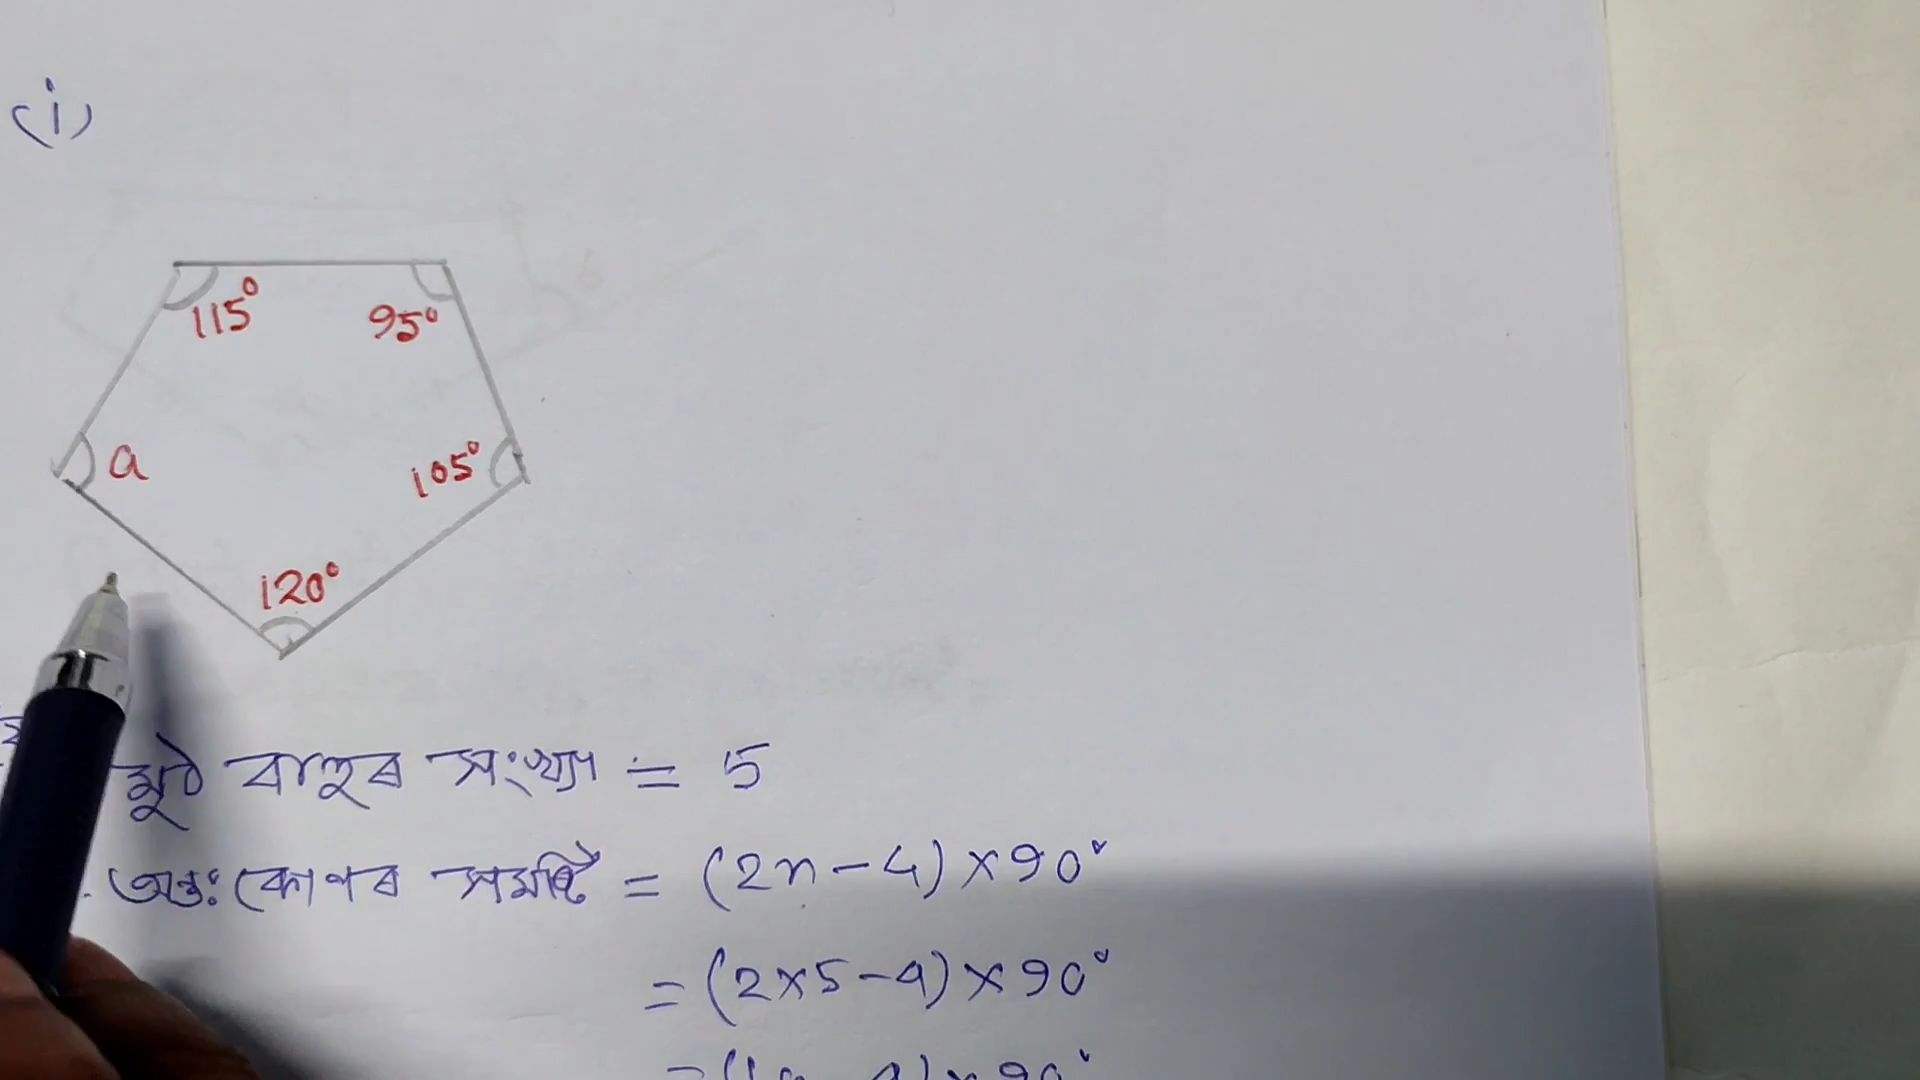 (i)
115° 95°
a 105°
120°
মুঠ বাহুৰ সংখ্যা = 5
অন্তঃকোণৰ সমষ্টি = (2n-4)×90°
= (2×5-4)×90°